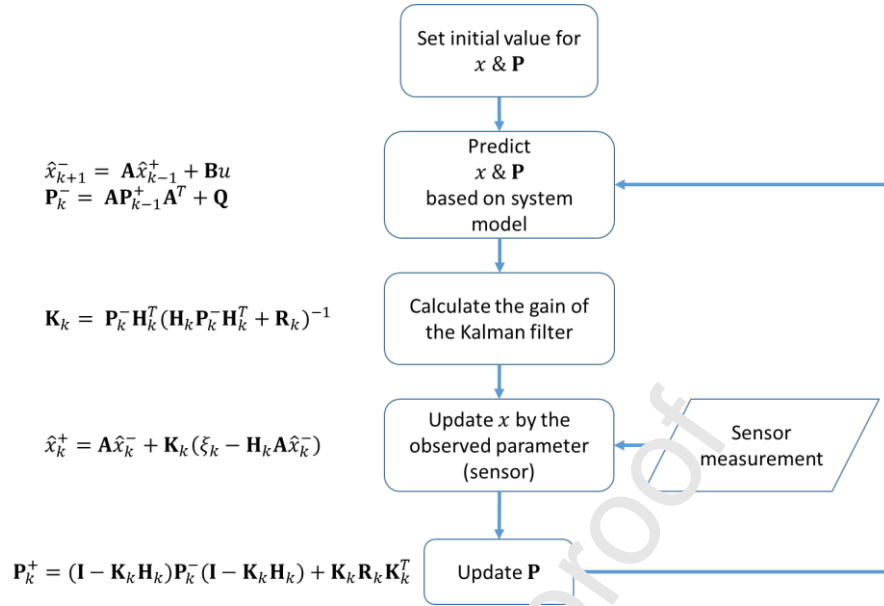 Set initial value for
x & P
x̂⁻ₖ₊₁ = Ax̂⁺ₖ₋₁ + Bu
P⁻ₖ = AP⁺ₖ₋₁Aᵀ + Q
Predict
x & P
based on system
model
Kₖ = P⁻ₖHᵀₖ(HₖP⁻ₖHᵀₖ + Rₖ)⁻¹
Calculate the gain of
the Kalman filter
x̂⁺ₖ = Ax̂⁻ₖ + Kₖ(ξₖ − HₖAx̂⁻ₖ)
Update x by the
observed parameter
(sensor)
Sensor
measurement
P⁺ₖ = (I − KₖHₖ)P⁻ₖ(I − KₖHₖ) + KₖRₖKᵀₖ
Update P
proof